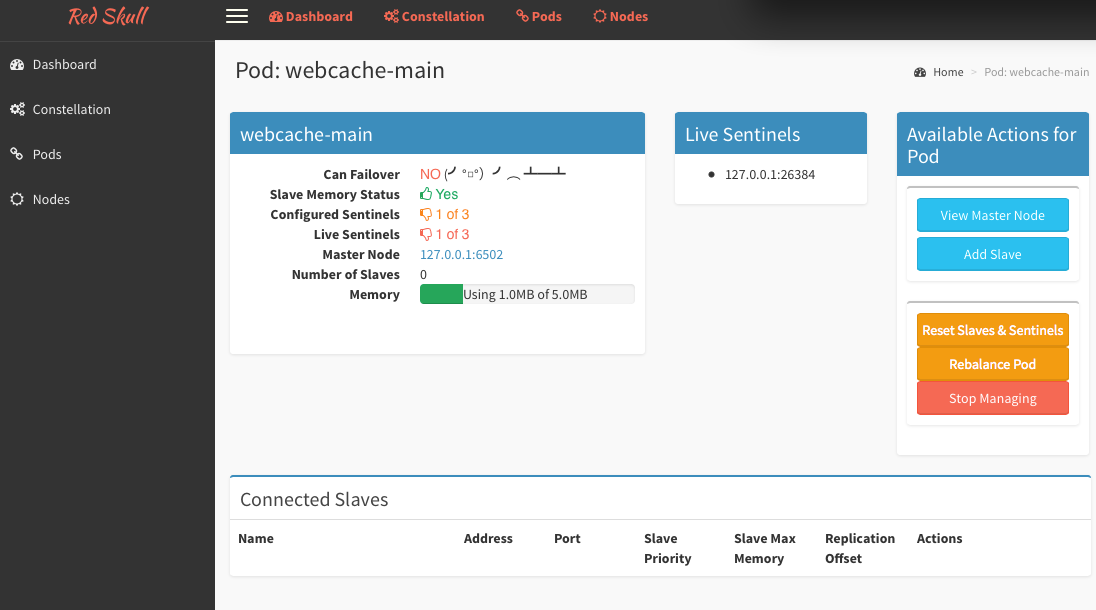 Red Skull
Dashboard
Constellation
Pods
Nodes
Dashboard
Constellation
Pods
Nodes
Pod: webcache-main
Home > Pod: webcache-main
webcache-main
Can Failover NO (╯°□°)╯︵ ┻━┻
Slave Memory Status Yes
Configured Sentinels 1 of 3
Live Sentinels 1 of 3
Master Node 127.0.0.1:6502
Number of Slaves 0
Memory Using 1.0MB of 5.0MB
Live Sentinels
127.0.0.1:26384
Available Actions for
Pod
View Master Node
Add Slave
Reset Slaves & Sentinels
Rebalance Pod
Stop Managing
Connected Slaves
Name Address Port Slave Priority Slave Max Memory Replication Offset Actions